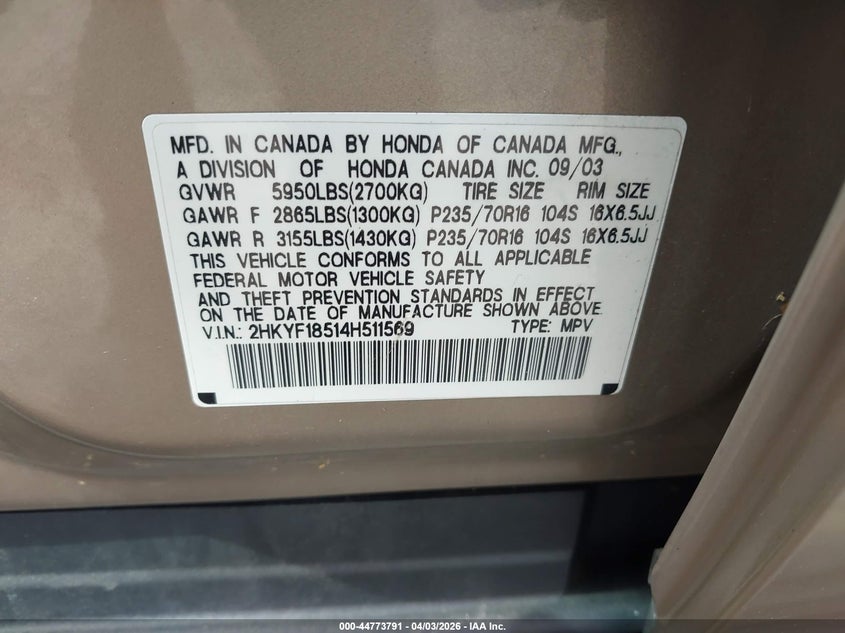 MFD. IN CANADA BY HONDA OF CANADA MFG.,
A DIVISION OF HONDA CANADA INC. 09/03
GVWR 5950LBS(2700KG) TIRE SIZE RIM SIZE
GAWR F 2865LBS(1300KG) P235/70R16 104S 16X6.5JJ
GAWR R 3155LBS(1430KG) P235/70R16 104S 16X6.5JJ
THIS VEHICLE CONFORMS TO ALL APPLICABLE
FEDERAL MOTOR VEHICLE SAFETY
AND THEFT PREVENTION STANDARDS IN EFFECT
ON THE DATE OF MANUFACTURE SHOWN ABOVE.
V.I.N.: 2HKYF18514H511569 TYPE: MPV
000-44773791 - 04/03/2026 - IAA Inc.